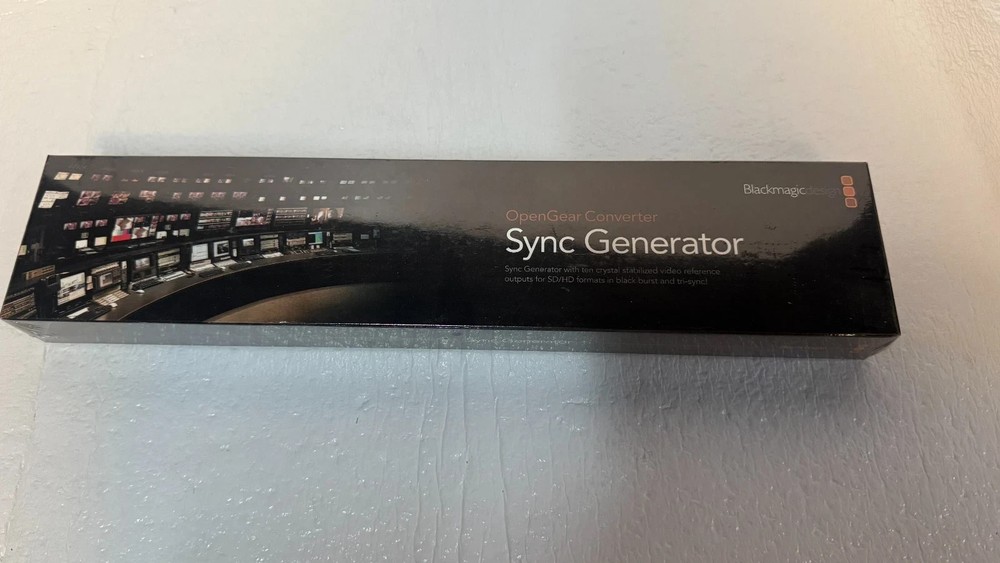 Blackmagicdesign
OpenGear Converter
Sync Generator
Sync Generator with ten crystal stabilized video reference
outputs for SD/HD formats in black burst and tri-sync!